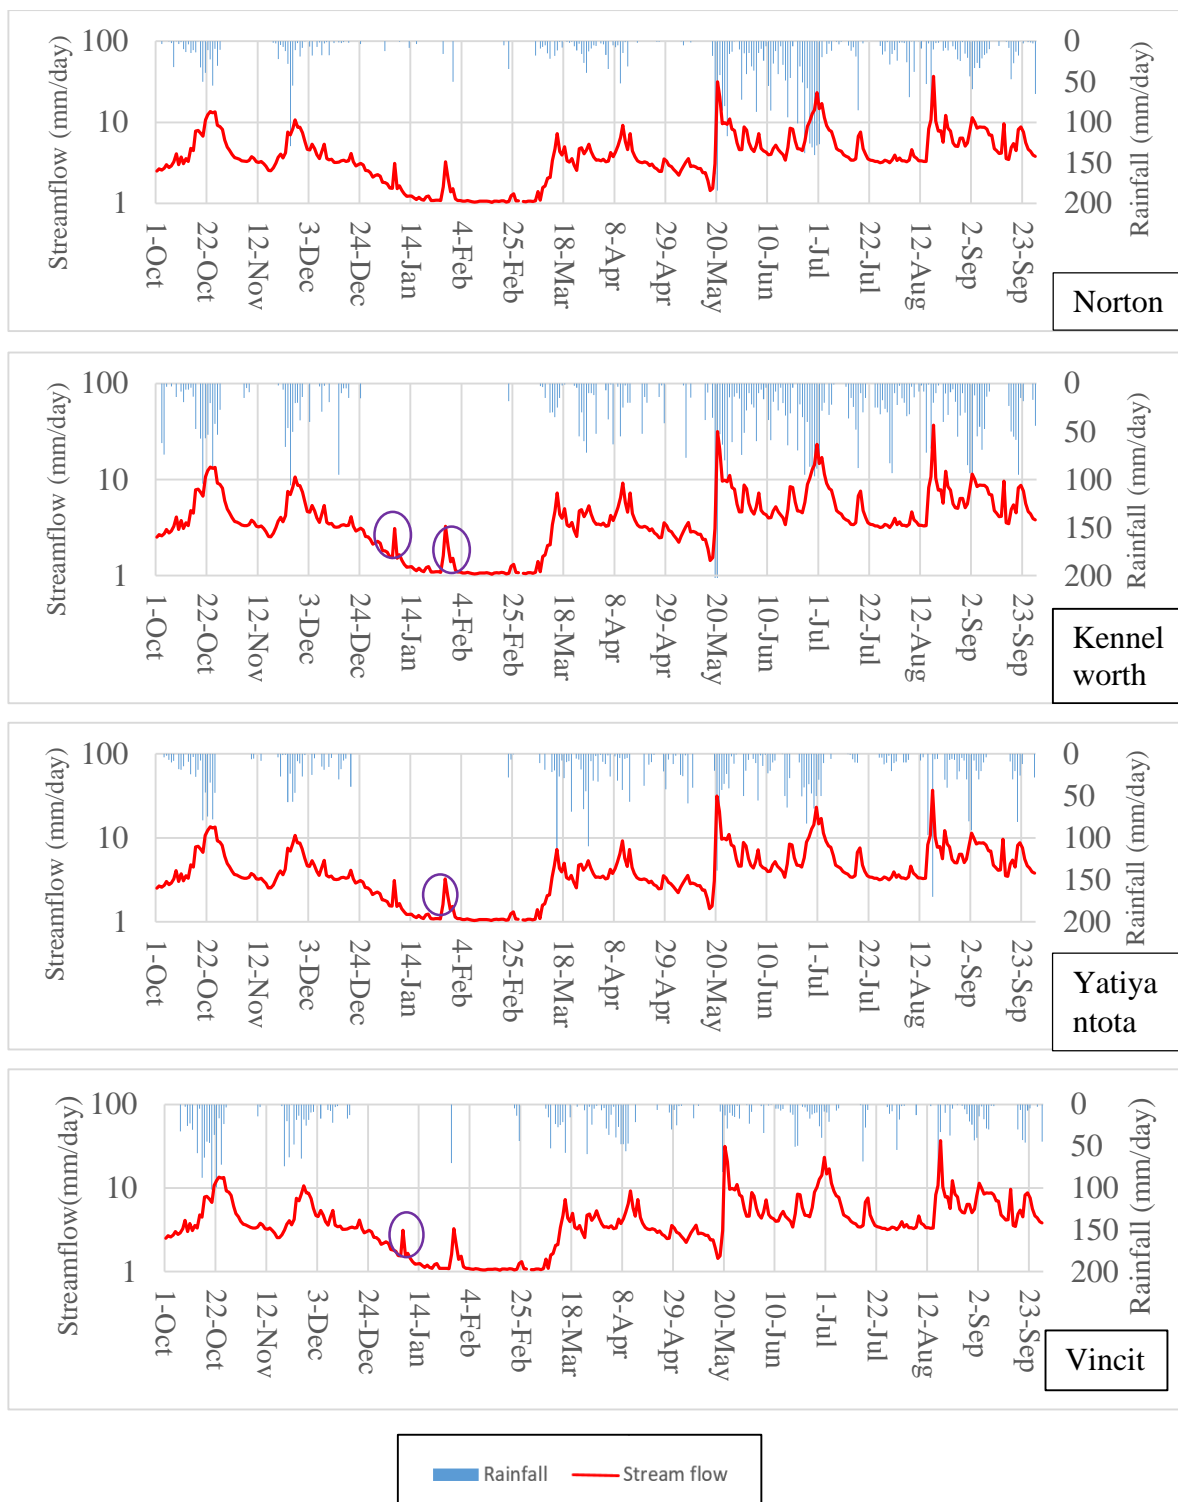 Streamflow (mm/day)
100
10
1
0
50
100
150
200
Rainfall (mm/day)
1-Oct
22-Oct
12-Nov
3-Dec
24-Dec
14-Jan
4-Feb
25-Feb
18-Mar
8-Apr
29-Apr
20-May
10-Jun
1-Jul
22-Jul
12-Aug
2-Sep
23-Sep
Norton
Streamflow (mm/day)
100
10
1
0
50
100
150
200
Rainfall (mm/day)
1-Oct
22-Oct
12-Nov
3-Dec
24-Dec
14-Jan
4-Feb
25-Feb
18-Mar
8-Apr
29-Apr
20-May
10-Jun
1-Jul
22-Jul
12-Aug
2-Sep
23-Sep
Kennel
worth
Streamflow (mm/day)
100
10
1
0
50
100
150
200
Rainfall (mm/day)
1-Oct
22-Oct
12-Nov
3-Dec
24-Dec
14-Jan
4-Feb
25-Feb
18-Mar
8-Apr
29-Apr
20-May
10-Jun
1-Jul
22-Jul
12-Aug
2-Sep
23-Sep
Yatiya
ntota
Streamflow(mm/day)
100
10
1
0
50
100
150
200
Rainfall (mm/day)
1-Oct
22-Oct
12-Nov
3-Dec
24-Dec
14-Jan
4-Feb
25-Feb
18-Mar
8-Apr
29-Apr
20-May
10-Jun
1-Jul
22-Jul
12-Aug
2-Sep
23-Sep
Vincit
Rainfall
Stream flow